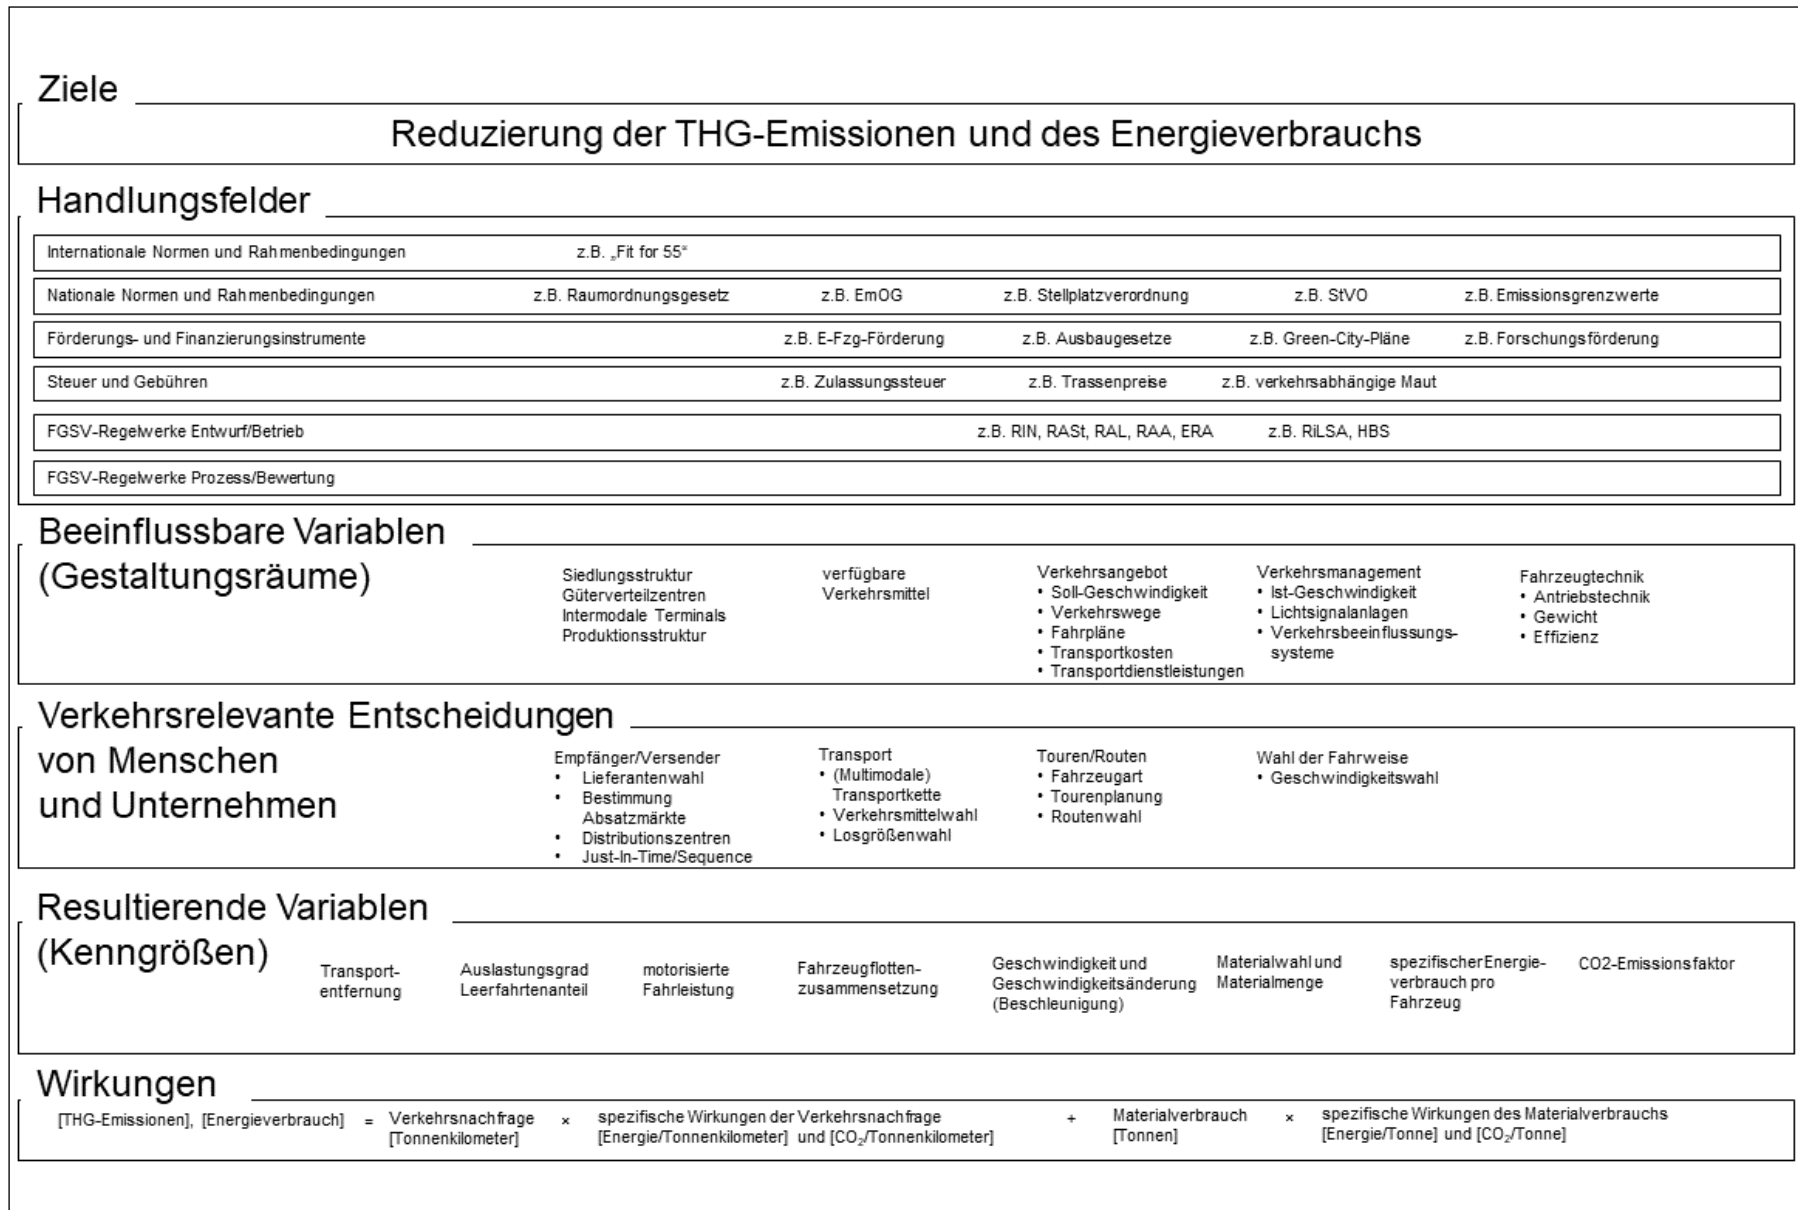 Ziele
Reduzierung der THG-Emissionen und des Energieverbrauchs
Handlungsfelder
Internationale Normen und Rahmenbedingungen z.B. „Fit for 55“
Nationale Normen und Rahmenbedingungen z.B. Raumordnungsgesetz z.B. EmOG z.B. Stellplatzverordnung z.B. StVO z.B. Emissionsgrenzwerte
Förderungs- und Finanzierungsinstrumente z.B. E-Fzg-Förderung z.B. Ausbaugesetze z.B. Green-City-Pläne z.B. Forschungsförderung
Steuer und Gebühren z.B. Zulassungssteuer z.B. Trassenpreise z.B. verkehrsabhängige Maut
FGSV-Regelwerke Entwurf/Betrieb z.B. RIN, RASt, RAL, RAA, ERA z.B. RiLSA, HBS
FGSV-Regelwerke Prozess/Bewertung
Beeinflussbare Variablen
(Gestaltungsräume)
Siedlungsstruktur
Güterverteilzentren
Intermodale Terminals
Produktionsstruktur
verfügbare
Verkehrsmittel
Verkehrsangebot
• Soll-Geschwindigkeit
• Verkehrswege
• Fahrpläne
• Transportkosten
• Transportdienstleistungen
Verkehrsmanagement
• Ist-Geschwindigkeit
• Lichtsignalanlagen
• Verkehrsbeeinflussungs-
systeme
Fahrzeugtechnik
• Antriebstechnik
• Gewicht
• Effizienz
Verkehrsrelevante Entscheidungen
von Menschen
und Unternehmen
Empfänger/Versender
• Lieferantenwahl
• Bestimmung
Absatzmärkte
• Distributionszentren
• Just-In-Time/Sequence
Transport
• (Multimodale)
Transportkette
• Verkehrsmittelwahl
• Losgrößenwahl
Touren/Routen
• Fahrzeugart
• Tourenplanung
• Routenwahl
Wahl der Fahrweise
• Geschwindigkeitswahl
Resultierende Variablen
(Kenngrößen)
Transport-
entfernung
Auslastungsgrad
Leerfahrtenanteil
motorisierte
Fahrleistung
Fahrzeugflotten-
zusammensetzung
Geschwindigkeit und
Geschwindigkeitsänderung
(Beschleunigung)
Materialwahl und
Materialmenge
spezifischer Energie-
verbrauch pro
Fahrzeug
CO2-Emissionsfaktor
Wirkungen
[THG-Emissionen], [Energieverbrauch] =
Verkehrsnachfrage
[Tonnenkilometer]
×
spezifische Wirkungen der Verkehrsnachfrage
[Energie/Tonnenkilometer] und [CO₂/Tonnenkilometer]
+
Materialverbrauch
[Tonnen]
×
spezifische Wirkungen des Materialverbrauchs
[Energie/Tonne] und [CO₂/Tonne]